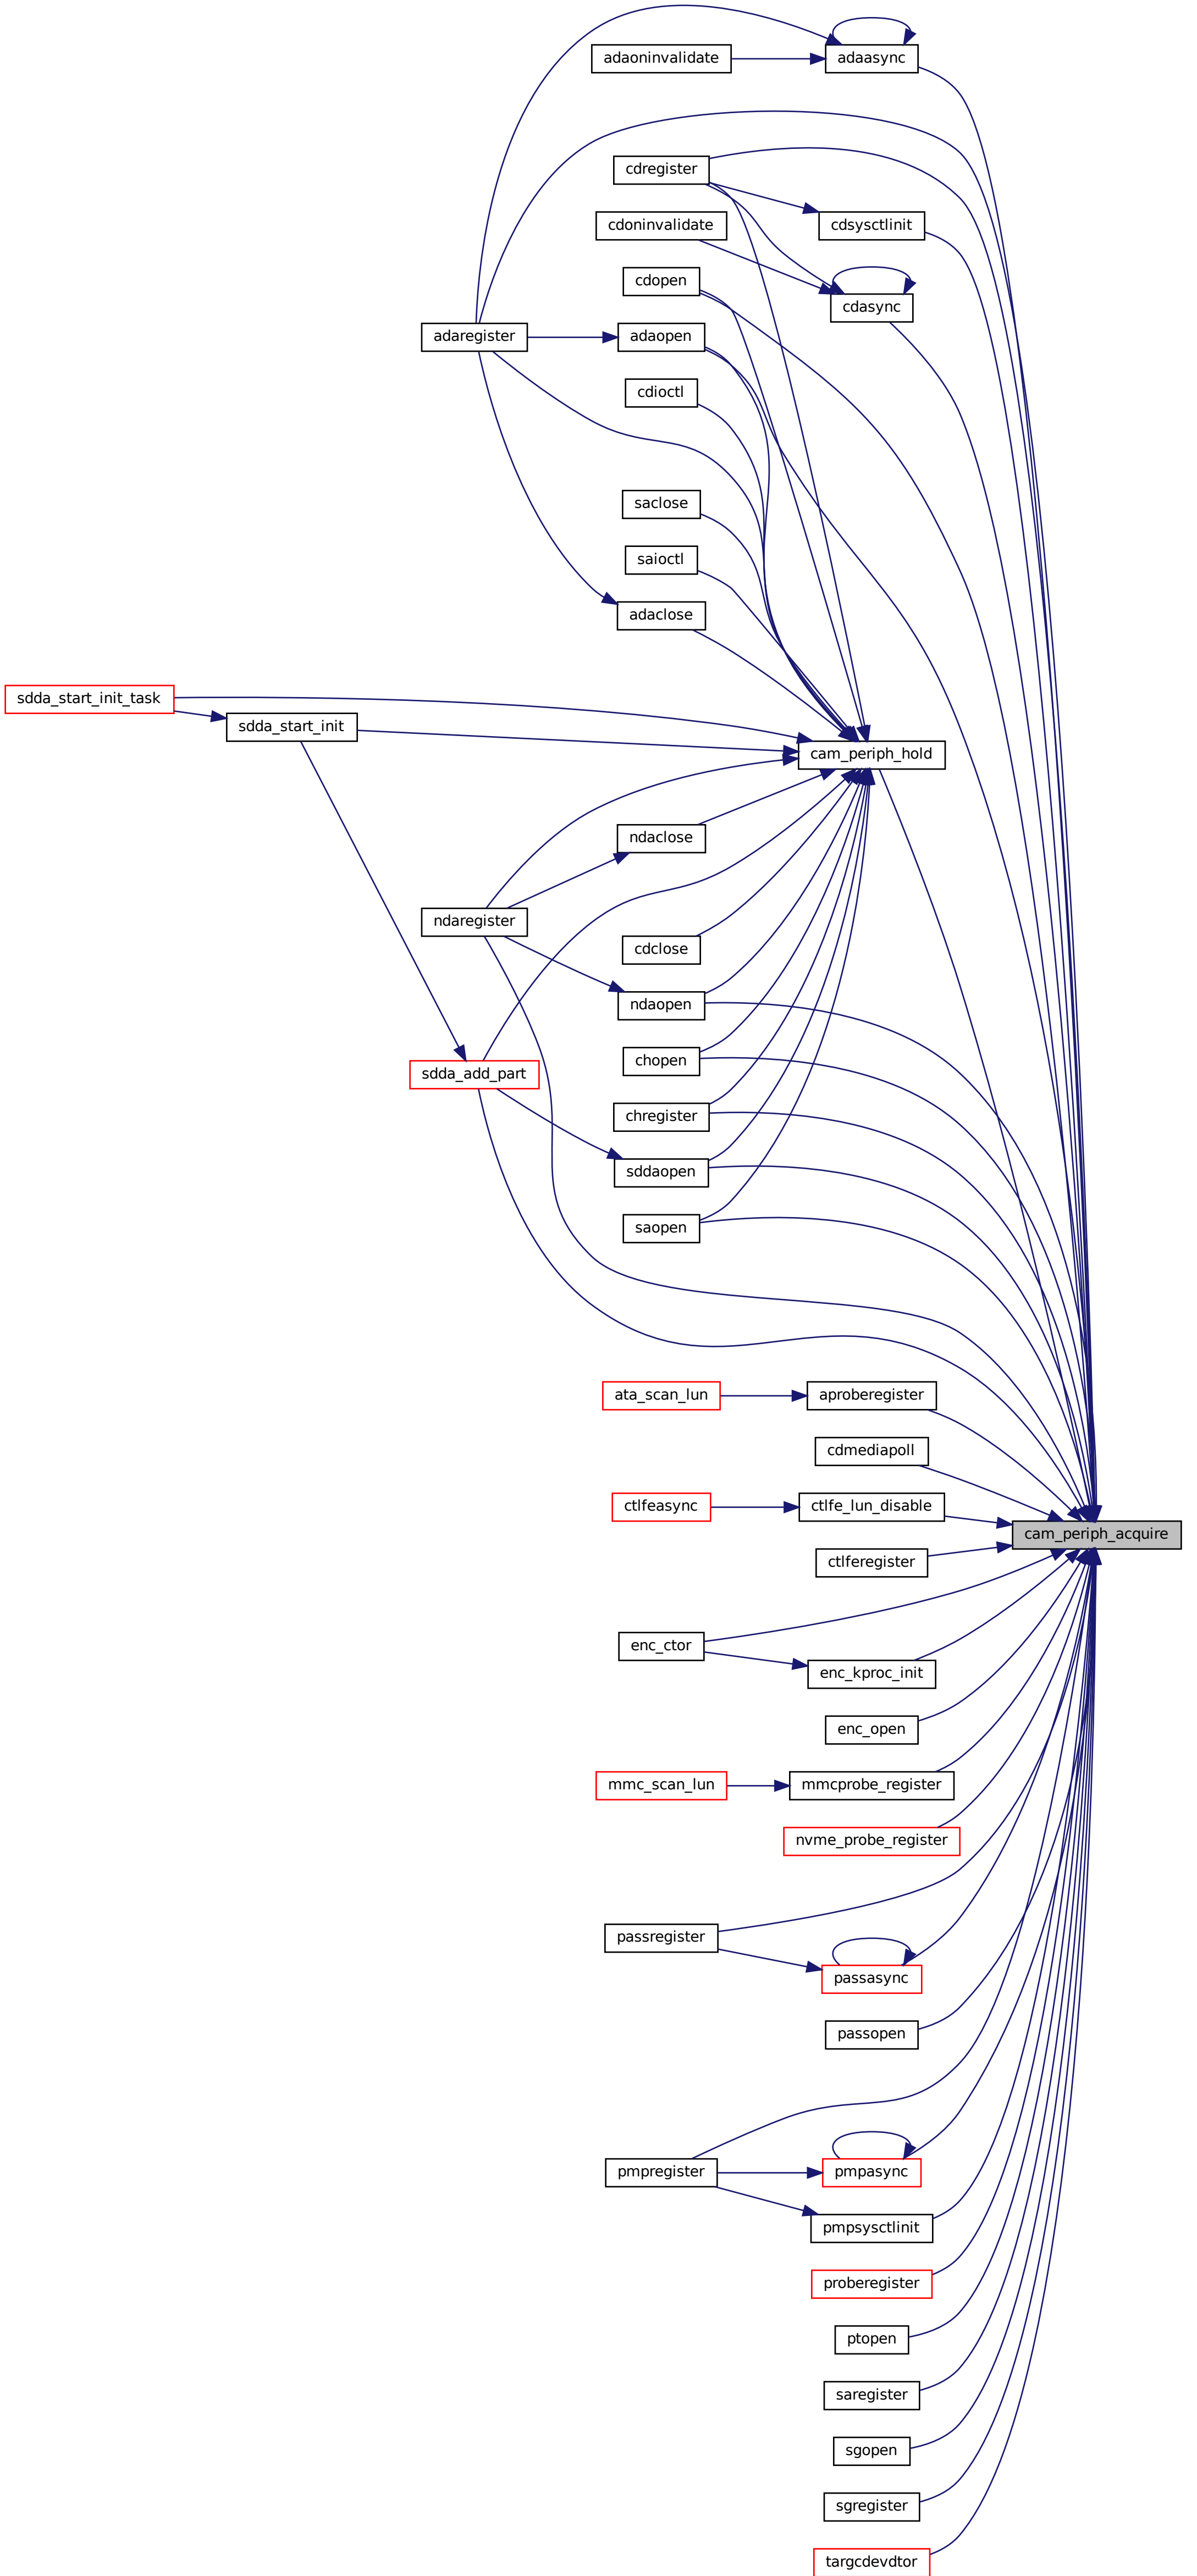 adaoninvalidate
adaasync
cdregister
cdoninvalidate
cdsysctlinit
cdopen
cdasync
adaregister
adaopen
cdioctl
saclose
saioctl
adaclose
sdda_start_init_task
sdda_start_init
cam_periph_hold
ndaclose
ndaregister
cdclose
ndaopen
chopen
sdda_add_part
chregister
sddaopen
saopen
ata_scan_lun
aproberegister
cdmediapoll
ctlfeasync
ctlfe_lun_disable
cam_periph_acquire
ctlferegister
enc_ctor
enc_kproc_init
enc_open
mmc_scan_lun
mmcprobe_register
nvme_probe_register
passregister
passasync
passopen
pmpregister
pmpasync
pmpsysctlinit
proberegister
ptopen
saregister
sgopen
sgregister
targcdevdtor